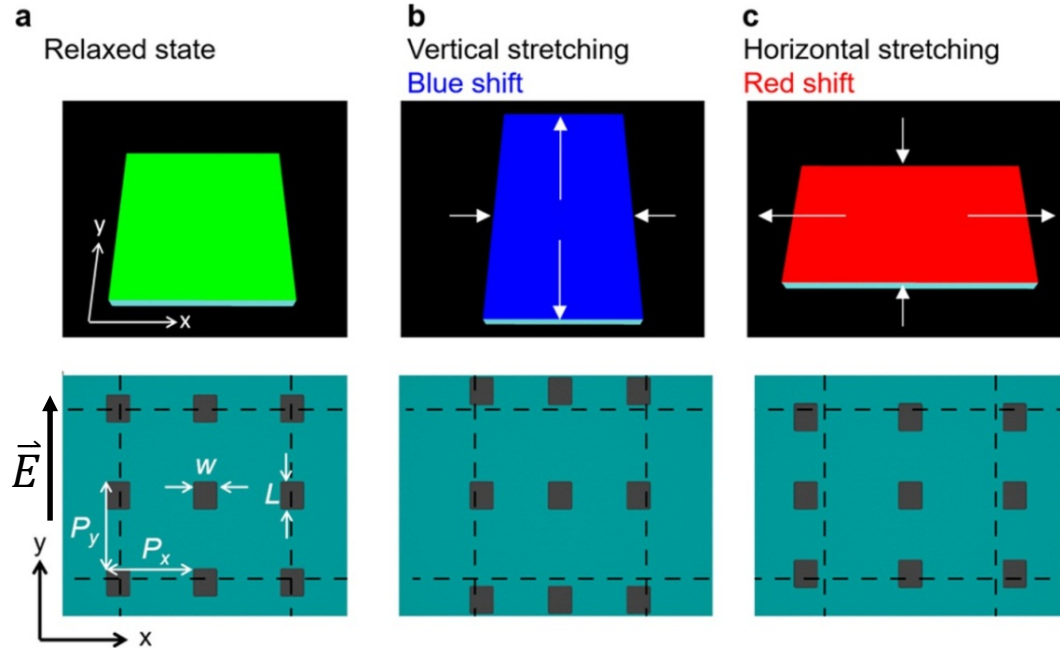 a
Relaxed state
b
Vertical stretching
Blue shift
c
Horizontal stretching
Red shift
y
x
E
w
L
Py
Px
y
x